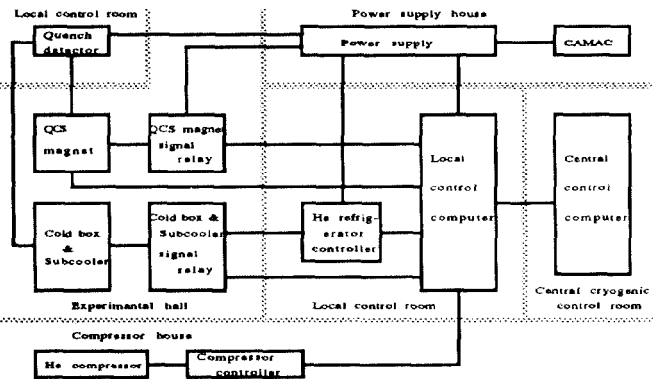 Local control room
Power supply house
Quench
detector
Power supply
CAMAC
QCS
magnet
QCS magne
signal
relay
Local
control
computer
Central
control
computer
Cold box
&
Subcooler
Cold box &
Subcooler
signal
relay
He refrig-
erator
controller
Experimantal hall
Local control room
Central cryogenic
control room
Compressor house
He compressor
Compressor
controller